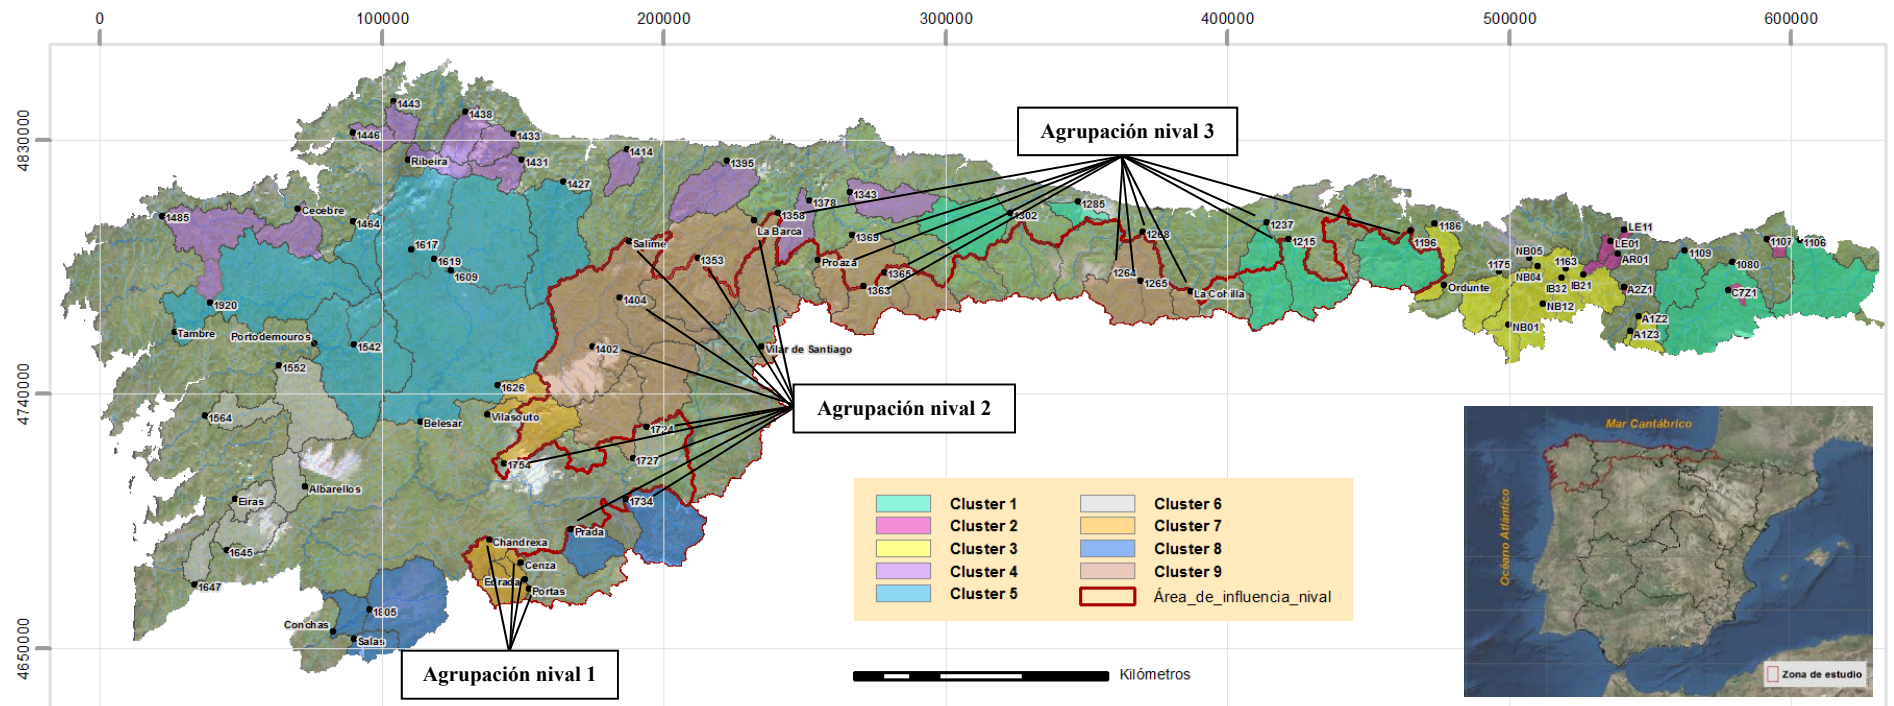 0
100000
200000
300000
400000
500000
600000
4830000
4740000
4650000
Agrupación nival 3
Agrupación nival 2
Agrupación nival 1
1443
1438
1446
1433
1431
Ribeira
1414
1427
1395
1485
Cecebre
1464
1617
1619
1609
1920
Tambre
Portodemouros
1542
1552
1564
1626
Vilasouto
Belesar
1754
Albarellos
Eiras
1645
1647
Conchas
1805
Salas
Chandrexa
Cenza
Edrada
Portas
Prada
1734
1727
1724
Salime
1353
1404
1402
La Barca
1358
1378
1343
1369
Proaza
1365
1363
Vilar de Santiago
1302
1285
1268
1264
1265
La Cohilla
1237
1215
1196
1186
Ordunte
1175
NB05
NB04
1163
IB32
IB21
NB12
NB01
LE11
LE01
AR01
A2Z1
A1Z2
A1Z3
1109
1080
C7Z1
1107
1106
Cluster 1
Cluster 2
Cluster 3
Cluster 4
Cluster 5
Cluster 6
Cluster 7
Cluster 8
Cluster 9
Área_de_influencia_nival
Kilómetros
Mar Cantábrico
Océano Atlántico
Zona de estudio